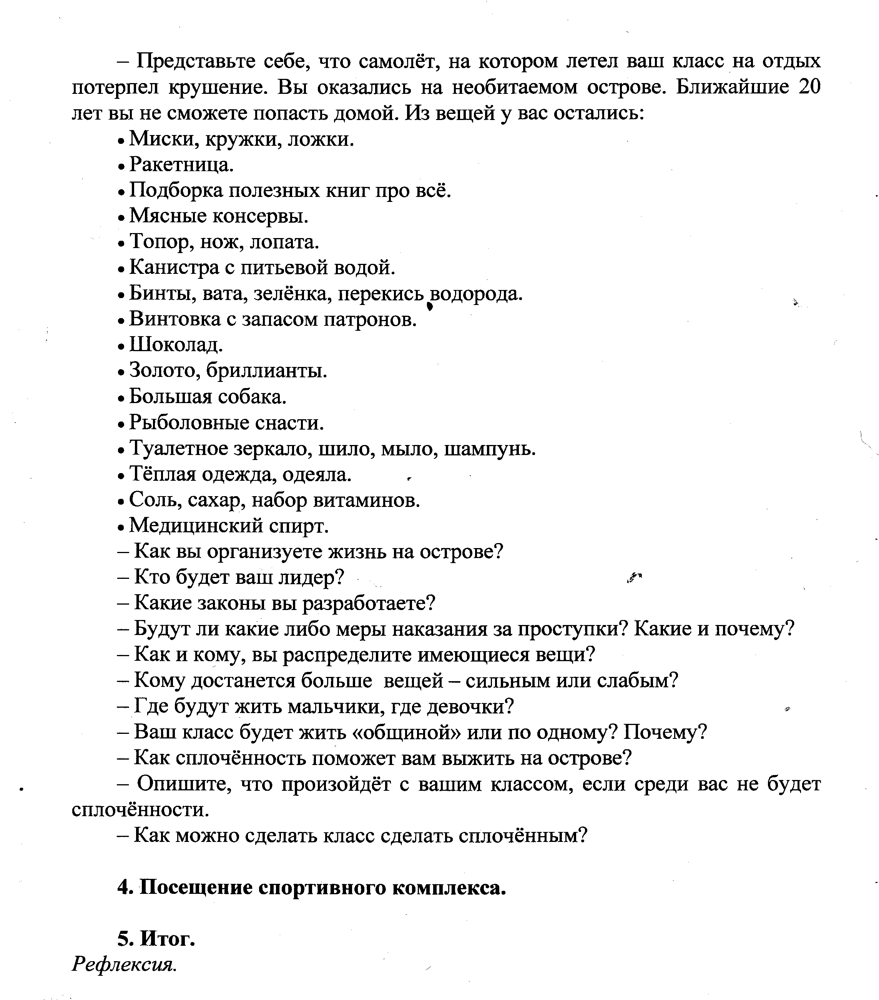 – Представьте себе, что самолёт, на котором летел ваш класс на отдых
потерпел крушение. Вы оказались на необитаемом острове. Ближайшие 20
лет вы не сможете попасть домой. Из вещей у вас остались:
• Миски, кружки, ложки.
• Ракетница.
• Подборка полезных книг про всё.
• Мясные консервы.
• Топор, нож, лопата.
• Канистра с питьевой водой.
• Бинты, вата, зелёнка, перекись водорода.
• Винтовка с запасом патронов.
• Шоколад.
• Золото, бриллианты.
• Большая собака.
• Рыболовные снасти.
• Туалетное зеркало, шило, мыло, шампунь.
• Тёплая одежда, одеяла.
• Соль, сахар, набор витаминов.
• Медицинский спирт.
– Как вы организуете жизнь на острове?
– Кто будет ваш лидер?
– Какие законы вы разработаете?
– Будут ли какие либо меры наказания за проступки? Какие и почему?
– Как и кому, вы распределите имеющиеся вещи?
– Кому достанется больше вещей – сильным или слабым?
– Где будут жить мальчики, где девочки?
– Ваш класс будет жить «общиной» или по одному? Почему?
– Как сплочённость поможет вам выжить на острове?
– Опишите, что произойдёт с вашим классом, если среди вас не будет
сплочённости.
– Как можно сделать класс сделать сплочённым?
4. Посещение спортивного комплекса.
5. Итог.
Рефлексия.